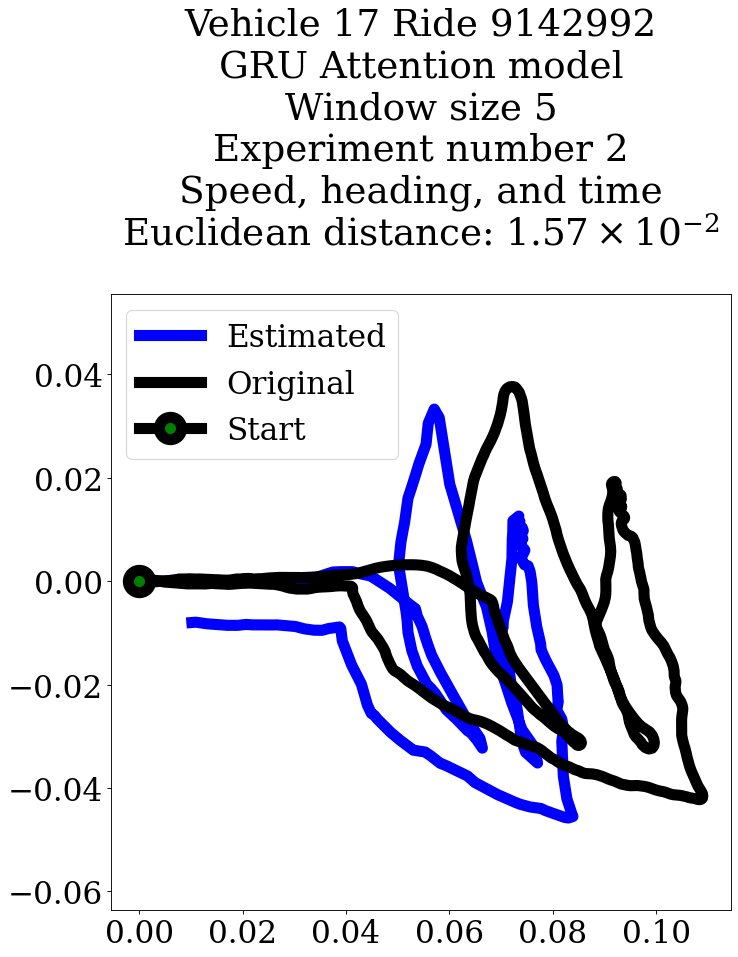 Vehicle 17 Ride 9142992
GRU Attention model
Window size 5
Experiment number 2
Speed, heading, and time
Euclidean distance: 1.57 × 10⁻²
Estimated
Original
Start
0.04
0.02
0.00
−0.02
−0.04
−0.06
0.00 0.02 0.04 0.06 0.08 0.10